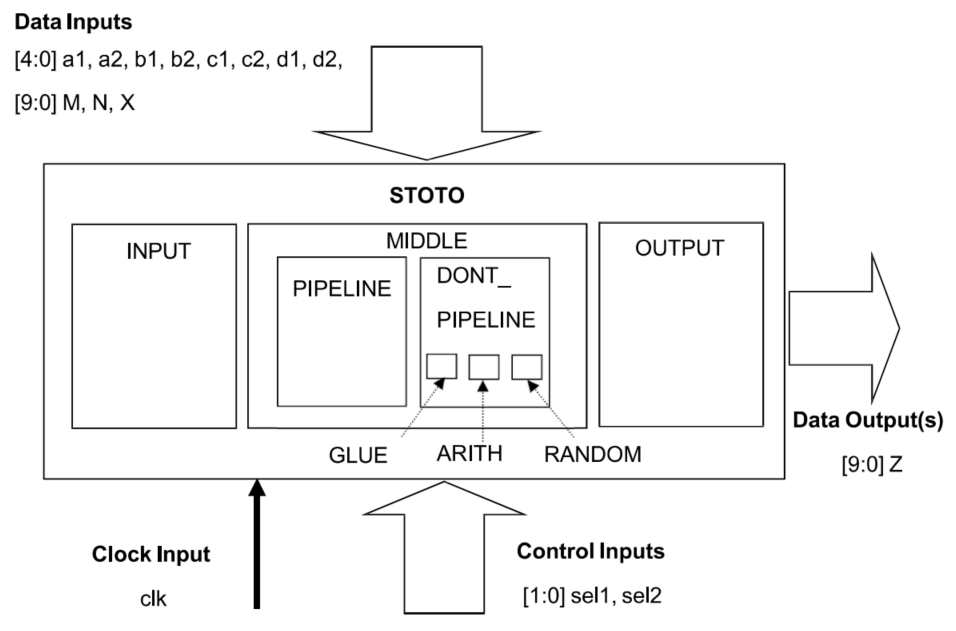 Data Inputs
[4:0] a1, a2, b1, b2, c1, c2, d1, d2,
[9:0] M, N, X
STOTO
INPUT
MIDDLE
PIPELINE
DONT_
PIPELINE
OUTPUT
GLUE
ARITH
RANDOM
Data Output(s)
[9:0] Z
Clock Input
clk
Control Inputs
[1:0] sel1, sel2